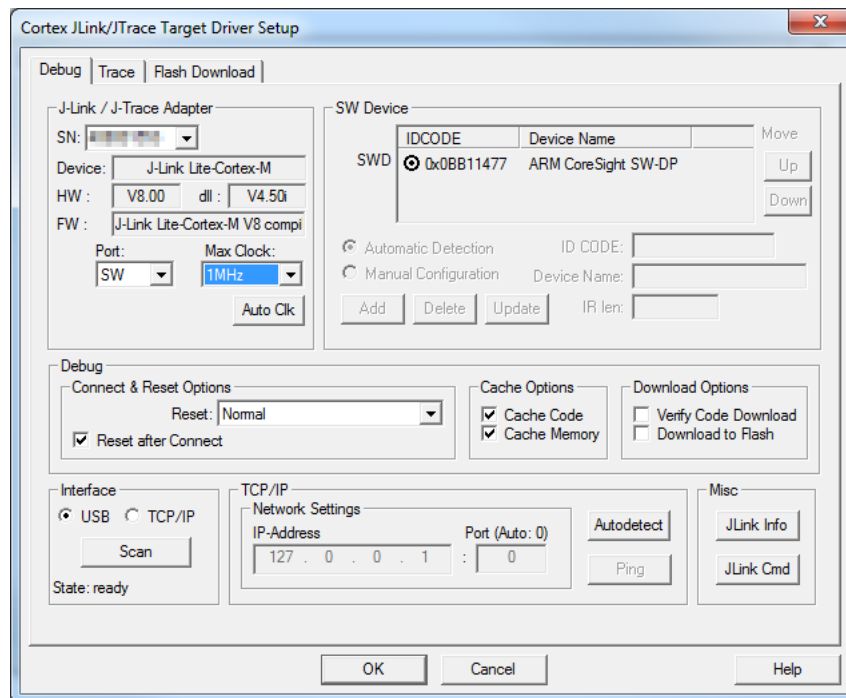 Cortex JLink/JTrace Target Driver Setup
Debug Trace Flash Download
J-Link / J-Trace Adapter
SN:
Device: J-Link Lite-Cortex-M
HW : V8.00 dll : V4.50i
FW : J-Link Lite-Cortex-M V8 compi
Port: Max Clock:
SW 1MHz
Auto Clk
SW Device
IDCODE Device Name
SWD 0x0BB11477 ARM CoreSight SW-DP
Move
Up
Down
Automatic Detection ID CODE:
Manual Configuration Device Name:
Add Delete Update IR len:
Debug
Connect & Reset Options
Reset: Normal
Reset after Connect
Cache Options
Cache Code
Cache Memory
Download Options
Verify Code Download
Download to Flash
Interface
USB TCP/IP
Scan
State: ready
TCP/IP
Network Settings
IP-Address Port (Auto: 0)
127 . 0 . 0 . 1 : 0
Autodetect
Ping
Misc
JLink Info
JLink Cmd
OK Cancel Help